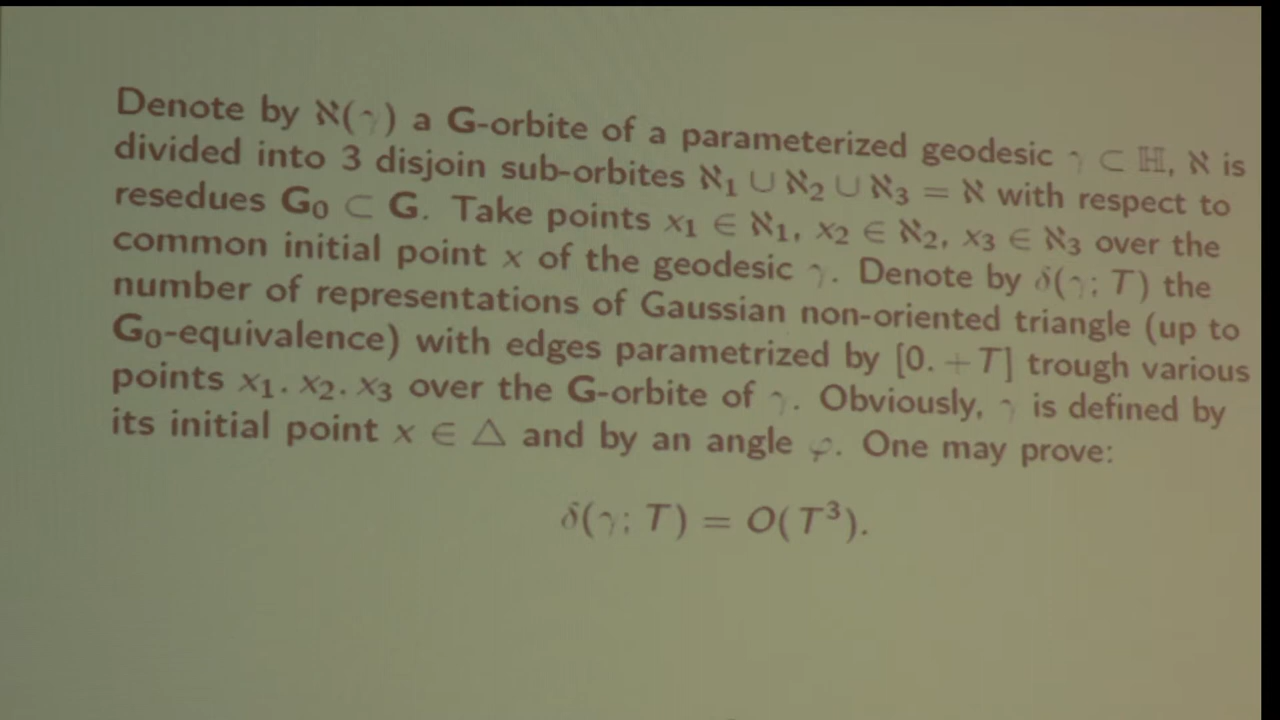 Denote by ℵ(γ) a G-orbite of a parameterized geodesic γ ⊂ ℍ, ℵ is
divided into 3 disjoin sub-orbites ℵ₁ ∪ ℵ₂ ∪ ℵ₃ = ℵ with respect to
resedues G₀ ⊂ G. Take points x₁ ∈ ℵ₁, x₂ ∈ ℵ₂, x₃ ∈ ℵ₃ over the
common initial point x of the geodesic γ. Denote by δ(γ; T) the
number of representations of Gaussian non-oriented triangle (up to
G₀-equivalence) with edges parametrized by [0, +T] trough various
points x₁, x₂, x₃ over the G-orbite of γ. Obviously, γ is defined by
its initial point x ∈ △ and by an angle φ. One may prove:
δ(γ; T) = O(T³).